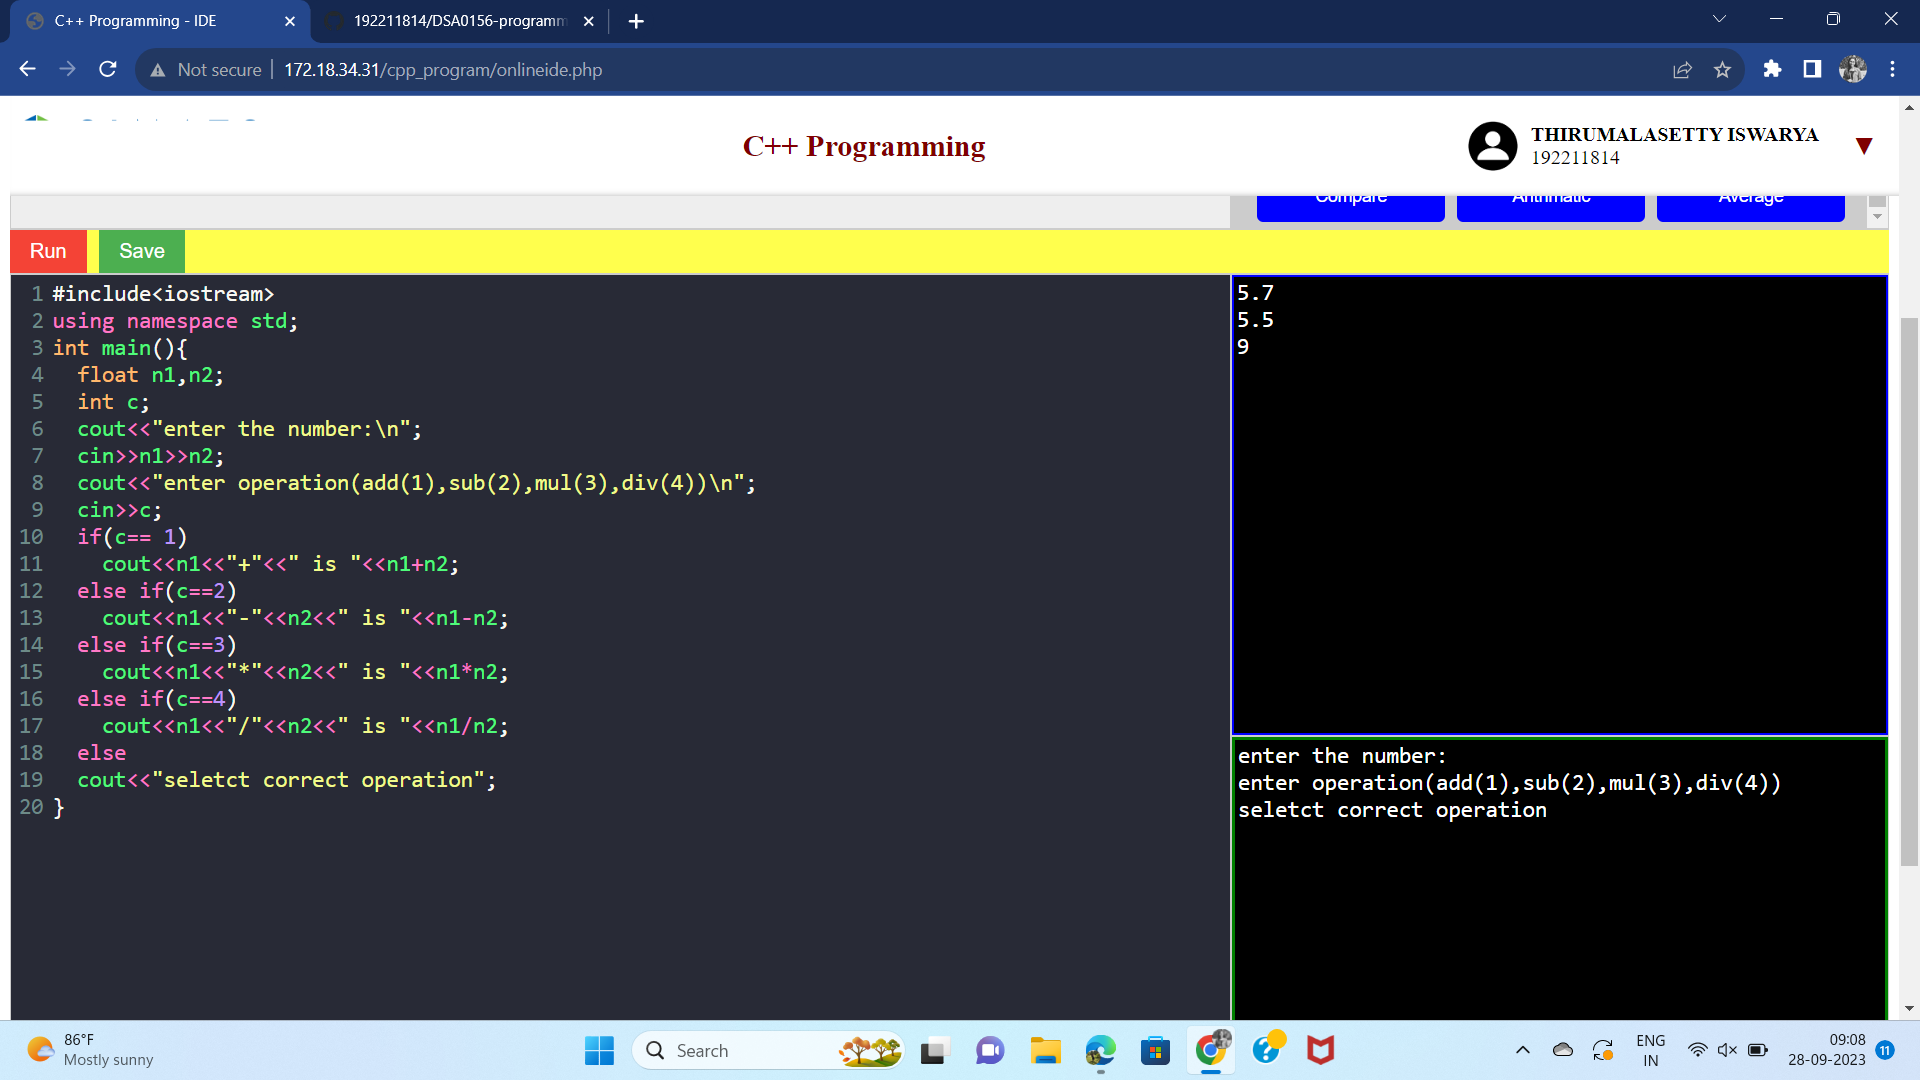 C++ Programming - IDE
192211814/DSA0156-programm
Not secure
172.18.34.31/cpp_program/onlineide.php
C++ Programming
THIRUMALASETTY ISWARYA
192211814
Compare
Arithmatic
Average
Run
Save
1 #include<iostream>
2 using namespace std;
3 int main(){
4 float n1,n2;
5 int c;
6 cout<<"enter the number:\n";
7 cin>>n1>>n2;
8 cout<<"enter operation(add(1),sub(2),mul(3),div(4))\n";
9 cin>>c;
10 if(c== 1)
11 cout<<n1<<"+"<<" is "<<n1+n2;
12 else if(c==2)
13 cout<<n1<<"-"<<n2<<" is "<<n1-n2;
14 else if(c==3)
15 cout<<n1<<"*"<<n2<<" is "<<n1*n2;
16 else if(c==4)
17 cout<<n1<<"/"<<n2<<" is "<<n1/n2;
18 else
19 cout<<"seletct correct operation";
20 }
5.7
5.5
9
enter the number:
enter operation(add(1),sub(2),mul(3),div(4))
seletct correct operation
86°F
Mostly sunny
Search
ENG
IN
09:08
28-09-2023
11